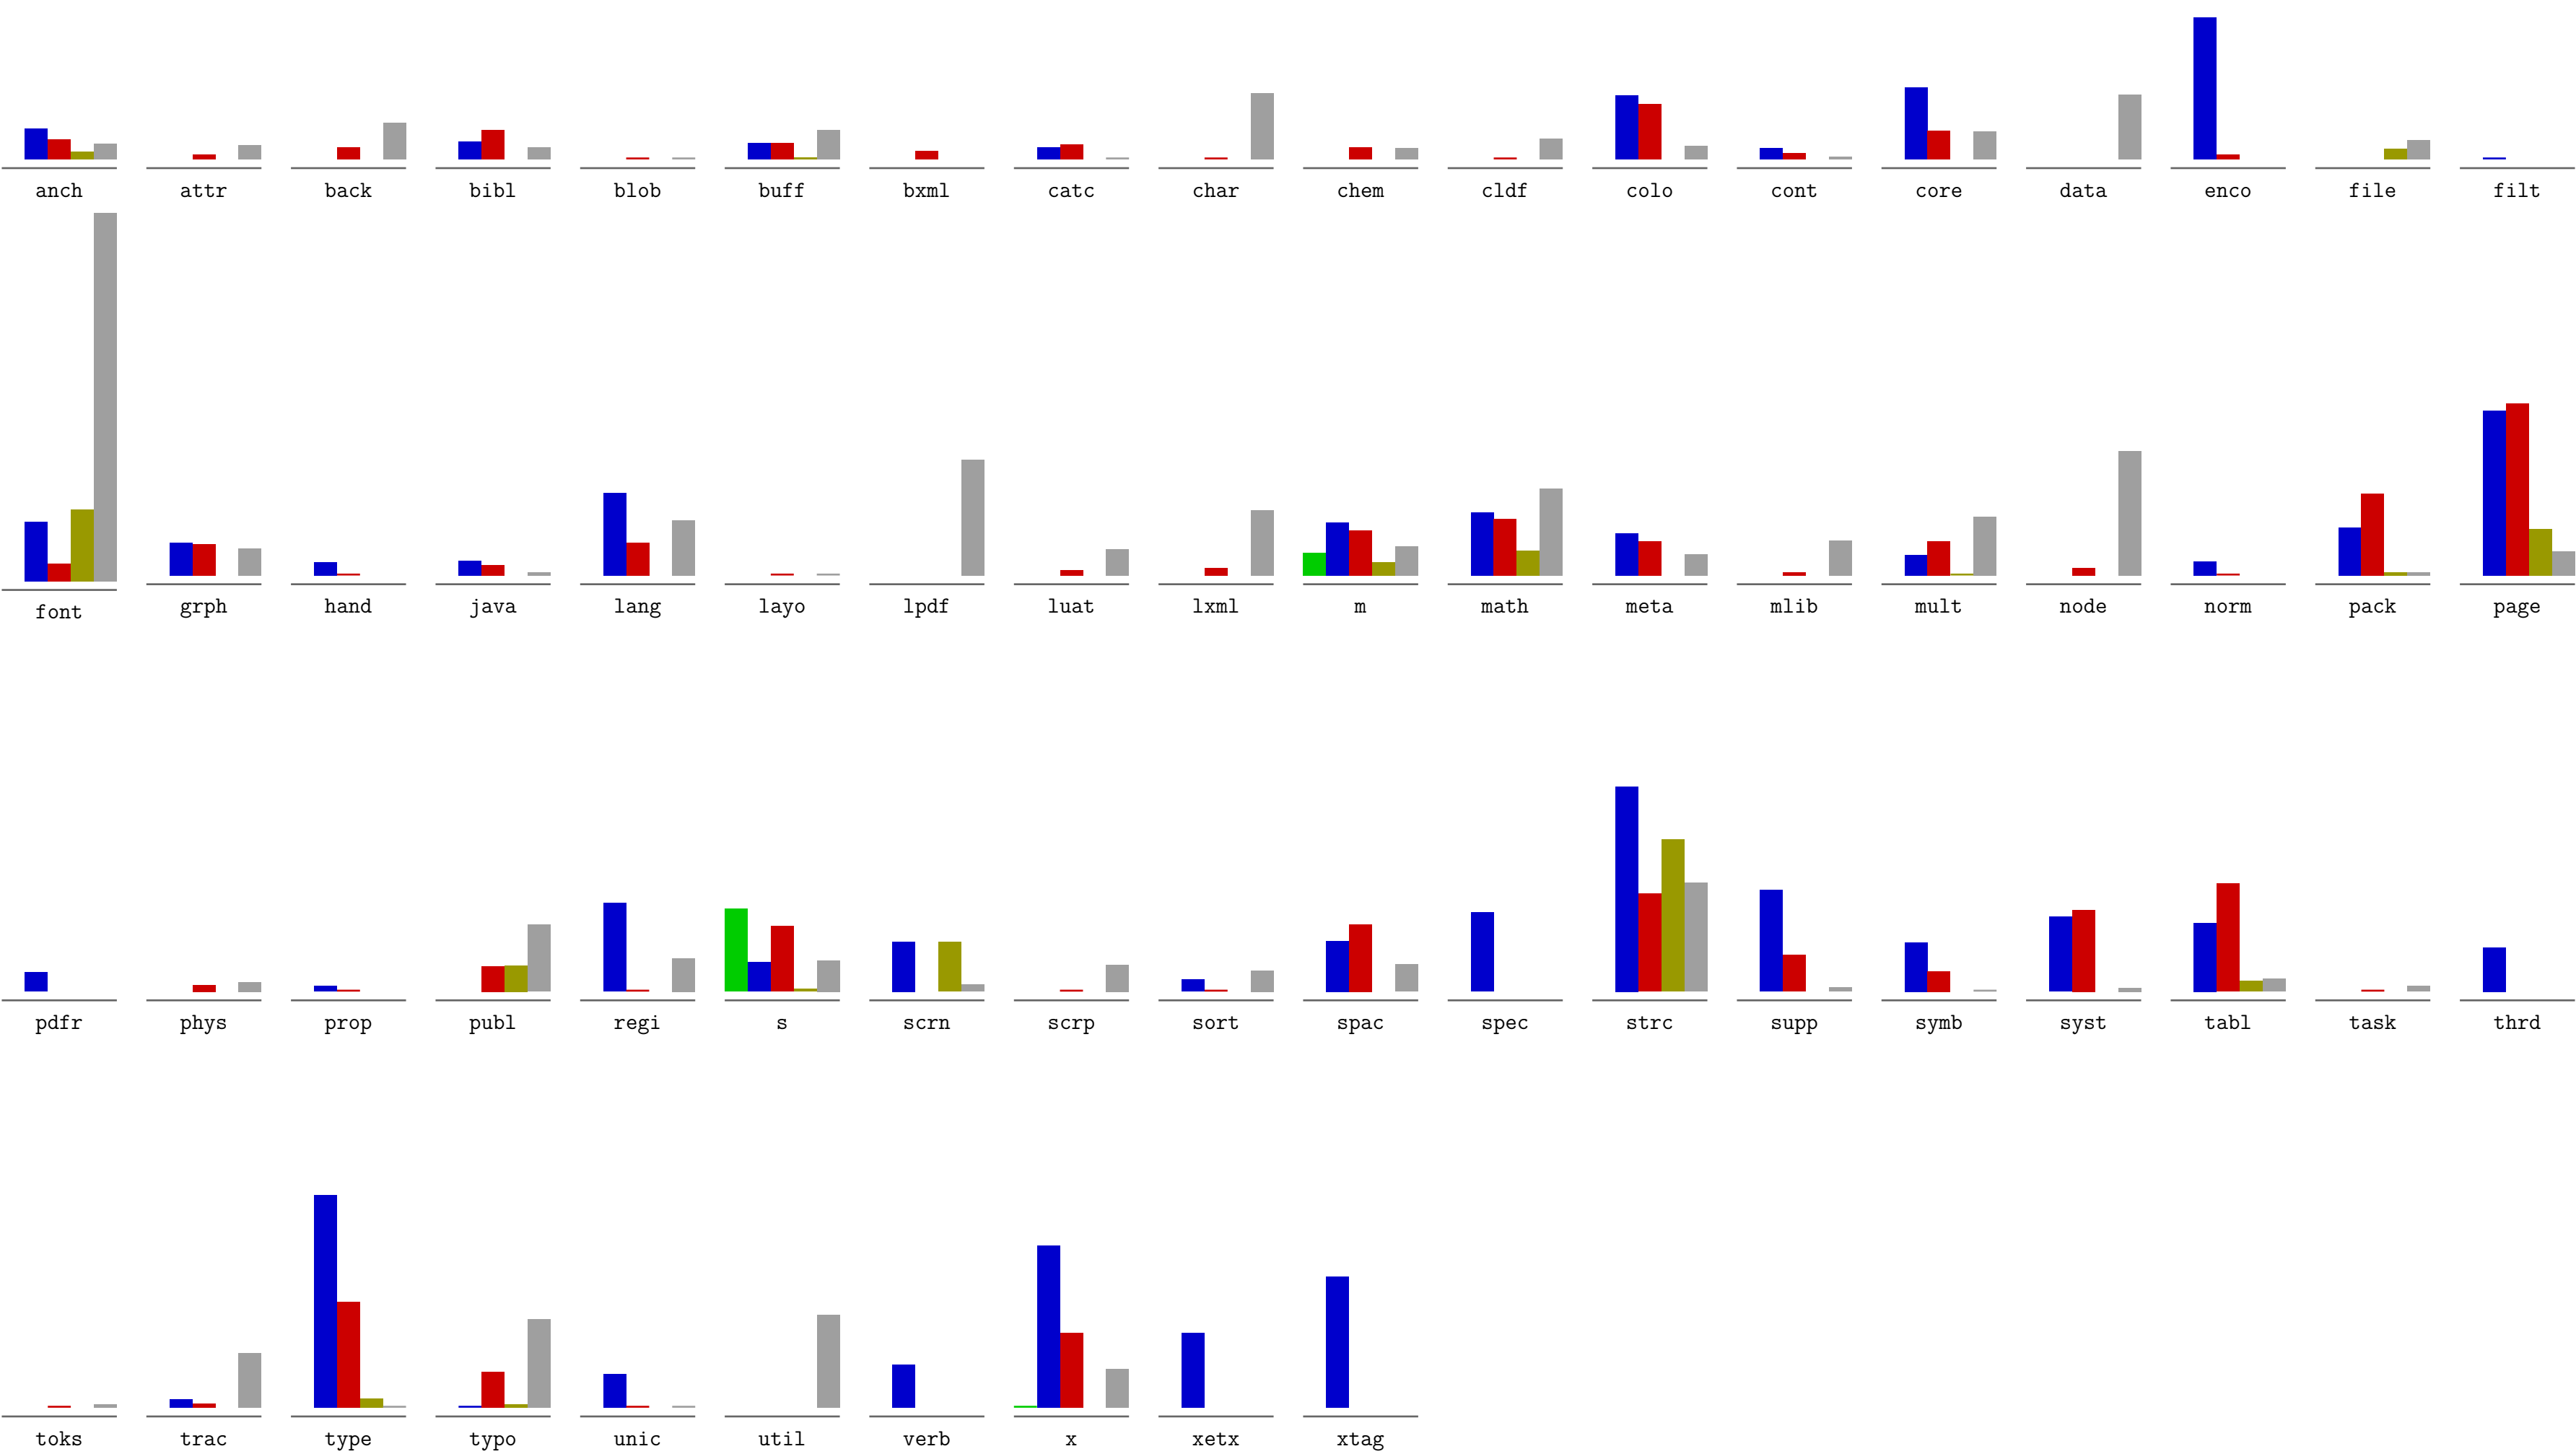 anch attr back bibl blob buff bxml catc char chem cldf colo cont core data enco file filt
font grph hand java lang layo lpdf luat lxml m math meta mlib mult node norm pack page
pdfr phys prop publ regi s scrn scrp sort spac spec strc supp symb syst tabl task thrd
toks trac type typo unic util verb x xetx xtag